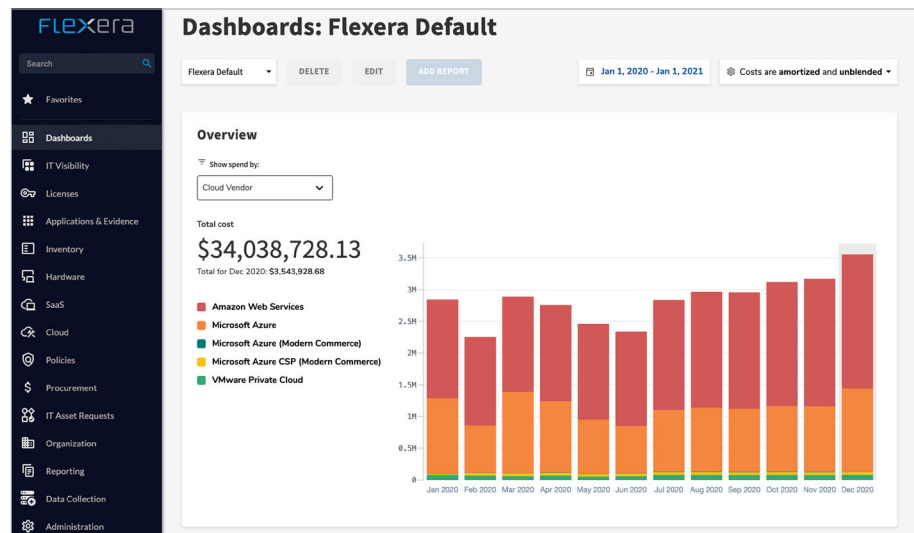 Flexera
Dashboards: Flexera Default
Search
Favorites
Dashboards
IT Visibility
Licenses
Applications & Evidence
Inventory
Hardware
SaaS
Cloud
Policies
Procurement
IT Asset Requests
Organization
Reporting
Data Collection
Administration
Flexera Default
DELETE
EDIT
ADD REPORT
Jan 1, 2020 - Jan 1, 2021
Costs are amortized and unblended
Overview
Show spend by:
Cloud Vendor
Total cost
$34,038,728.13
Total for Dec 2020: $3,543,928.68
Amazon Web Services
Microsoft Azure
Microsoft Azure (Modern Commerce)
Microsoft Azure CSP (Modern Commerce)
VMware Private Cloud
3.5M
3M
2.5M
2M
1.5M
1M
0.5M
0
Jan 2020 Feb 2020 Mar 2020 Apr 2020 May 2020 Jun 2020 Jul 2020 Aug 2020 Sep 2020 Oct 2020 Nov 2020 Dec 2020